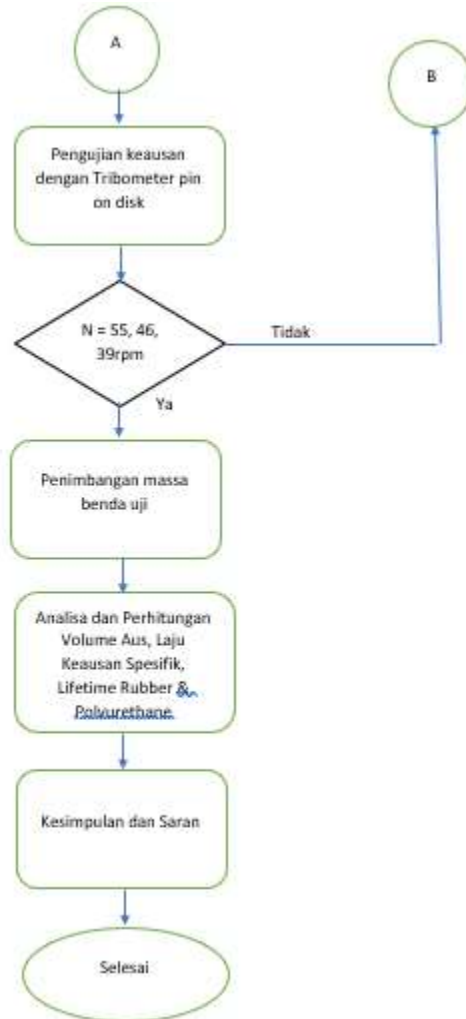 A
B
Pengujian keausan
dengan Tribometer pin
on disk
N = 55, 46,
39rpm
Tidak
Ya
Penimbangan massa
benda uji
Analisa dan Perhitungan
Volume Aus, Laju
Keausan Spesifik,
Lifetime Rubber &
Polyurethane
Kesimpulan dan Saran
Selesai